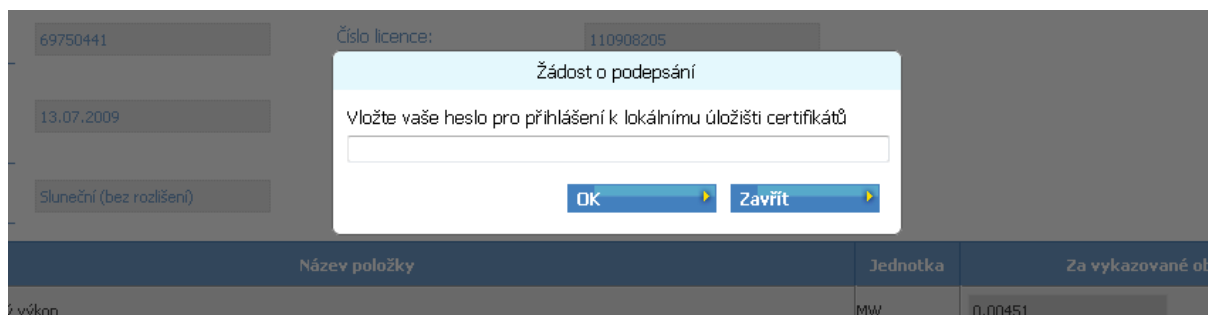 69750441 Číslo licence: 110908205
Žádost o podepsání
13.07.2009
Vložte vaše heslo pro přihlášení k lokálnímu úložišti certifikátů
Sluneční (bez rozlišení)
OK Zavřít
Název položky Jednotka Za vykazované ob
ý výkon MW 0.00451